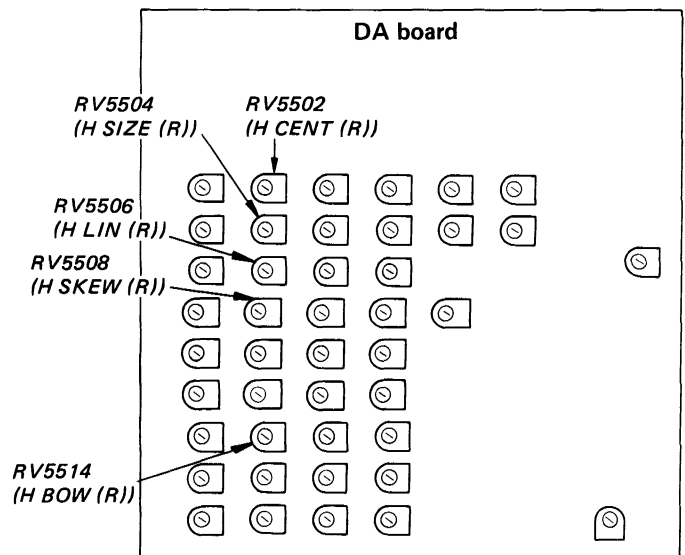 DA board
RV5504
(H SIZE (R))
RV5502
(H CENT (R))
RV5506
(H LIN (R))
RV5508
(H SKEW (R))
RV5514
(H BOW (R))